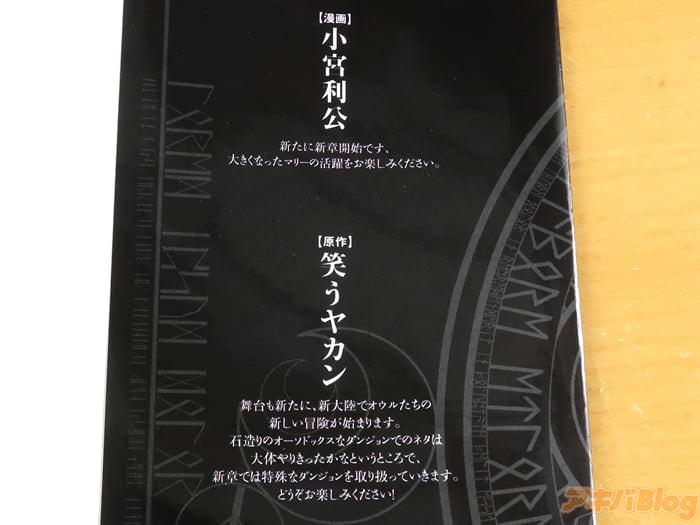 【漫画】
小宮利公
新たに新章開始です、
大きくなったマリーの活躍をお楽しみください。
【原作】
笑うヤカン
舞台も新たに、新大陸でオウルたちの
新しい冒険が始まります。
石造りのオーソドックスなダンジョンでのネタは
大体やりきったかなというところで、
新章では特殊なダンジョンを取り扱っていきます。
どうぞお楽しみください!
アキバBlog